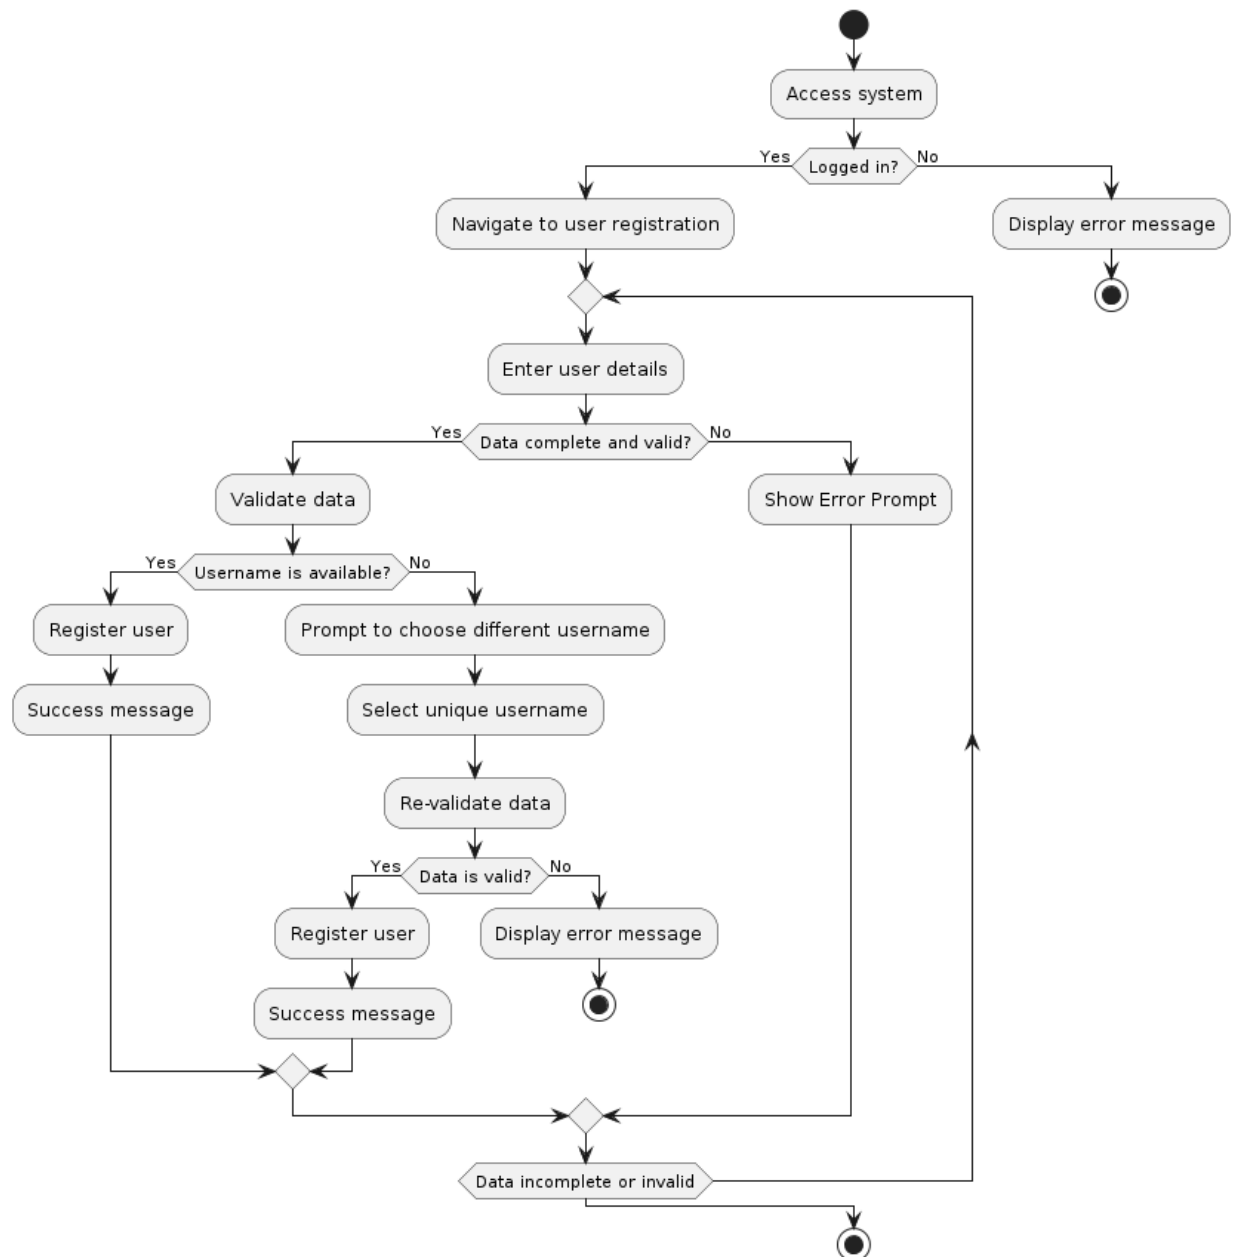 Access system
Yes
Logged in?
No
Navigate to user registration
Display error message
Enter user details
Yes
Data complete and valid?
No
Validate data
Show Error Prompt
Yes
Username is available?
No
Register user
Prompt to choose different username
Success message
Select unique username
Re-validate data
Yes
Data is valid?
No
Register user
Display error message
Success message
Data incomplete or invalid